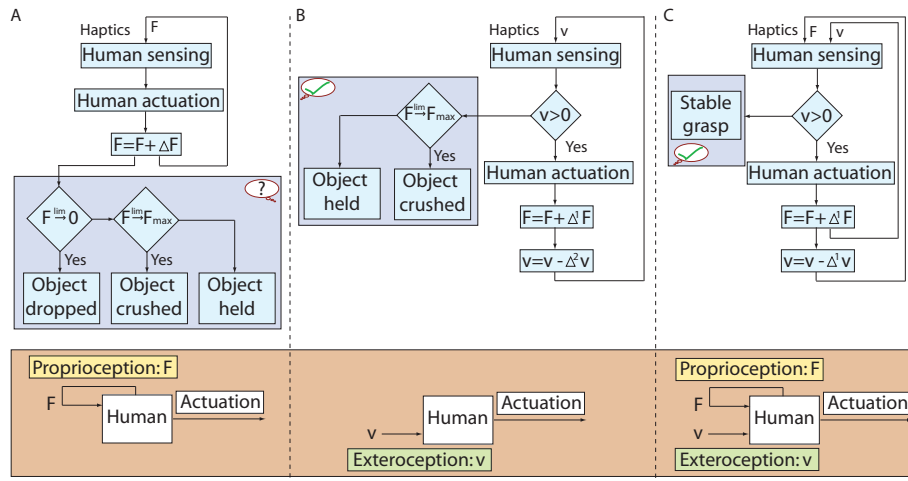 A
Haptics
F
Human sensing
Human actuation
F=F+ΔF
?
F lim→ 0
F lim→ Fmax
Yes
Yes
Object dropped
Object crushed
Object held
Proprioception: F
F
Human
Actuation
B
Haptics
v
Human sensing
v>0
F lim→ Fmax
Yes
Yes
Object held
Object crushed
Human actuation
F=F+Δ¹F
v=v - Δ²v
v
Human
Actuation
Exteroception: v
C
Haptics
F
v
Human sensing
Stable grasp
v>0
Yes
Human actuation
F=F+Δ¹F
v=v - Δ¹v
Proprioception: F
F
v
Human
Actuation
Exteroception: v